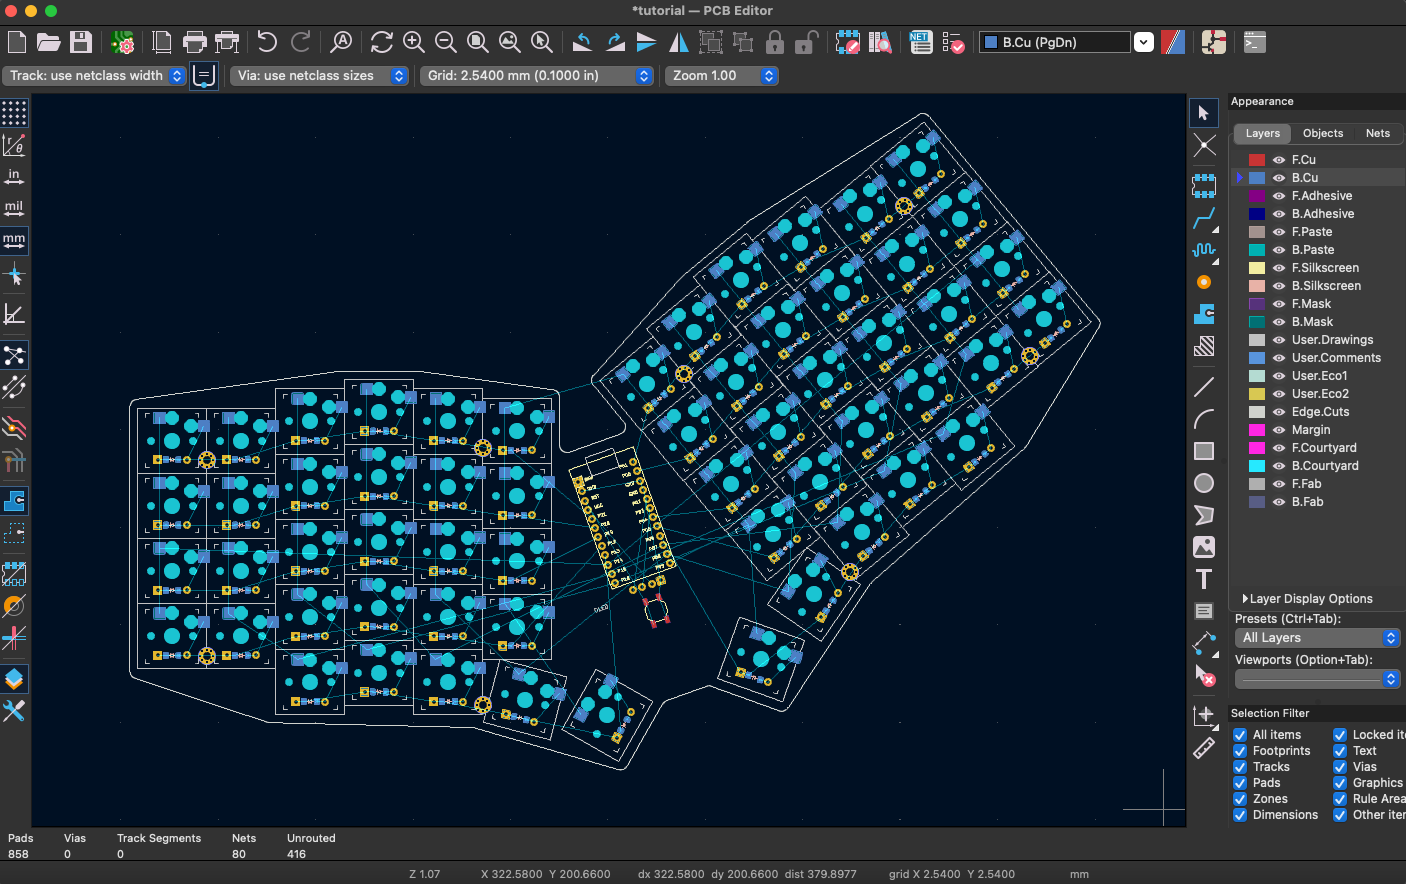 *tutorial — PCB Editor
B.Cu (PgDn)
Track: use netclass width
Via: use netclass sizes
Grid: 2.5400 mm (0.1000 in)
Zoom 1.00
in
mil
mm
OLED
Appearance
Layers Objects Nets
F.Cu
B.Cu
F.Adhesive
B.Adhesive
F.Paste
B.Paste
F.Silkscreen
B.Silkscreen
F.Mask
B.Mask
User.Drawings
User.Comments
User.Eco1
User.Eco2
Edge.Cuts
Margin
F.Courtyard
B.Courtyard
F.Fab
B.Fab
Layer Display Options
Presets (Ctrl+Tab):
All Layers
Viewports (Option+Tab):
Selection Filter
All items Locked ite
Footprints Text
Tracks Vias
Pads Graphics
Zones Rule Area
Dimensions Other iter
Pads Vias Track Segments Nets Unrouted
858 0 0 80 416
Z 1.07 X 322.5800 Y 200.6600 dx 322.5800 dy 200.6600 dist 379.8977 grid X 2.5400 Y 2.5400 mm